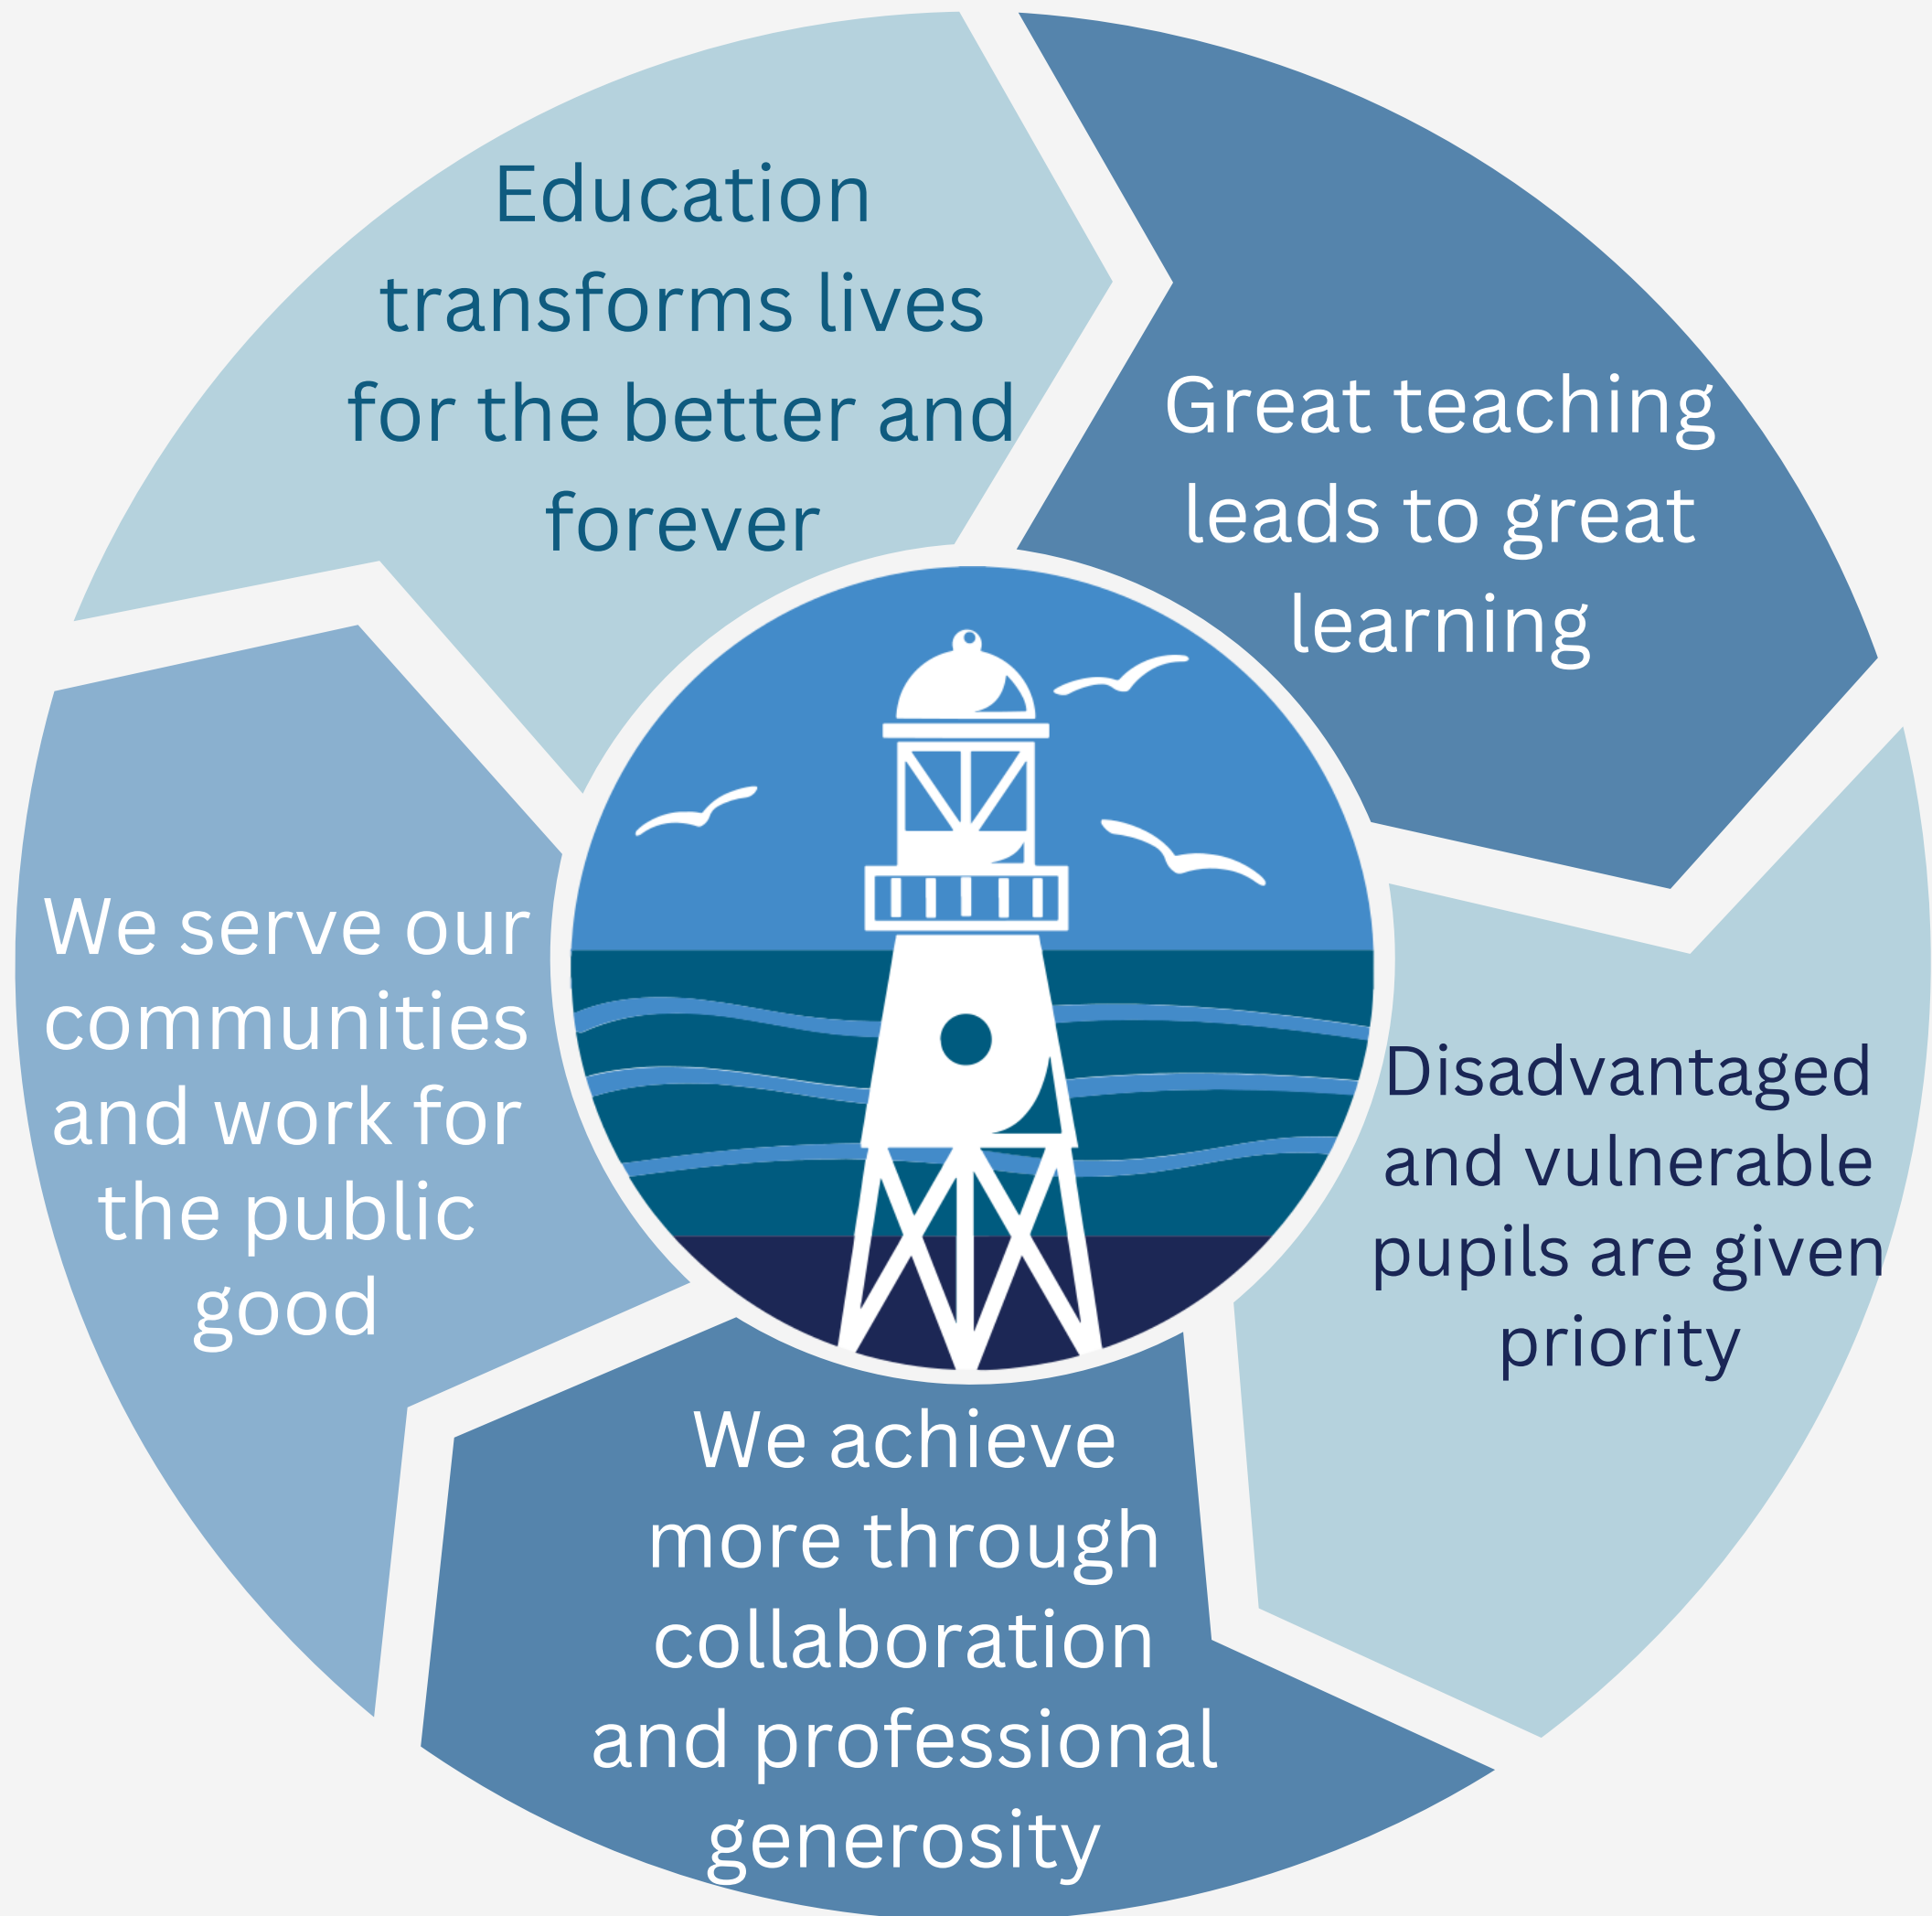 Education
transforms lives
for the better and
forever
Great teaching
leads to great
learning
Disadvantaged
and vulnerable
pupils are given
priority
We achieve
more through
collaboration
and professional
generosity
We serve our
communities
and work for
the public
good